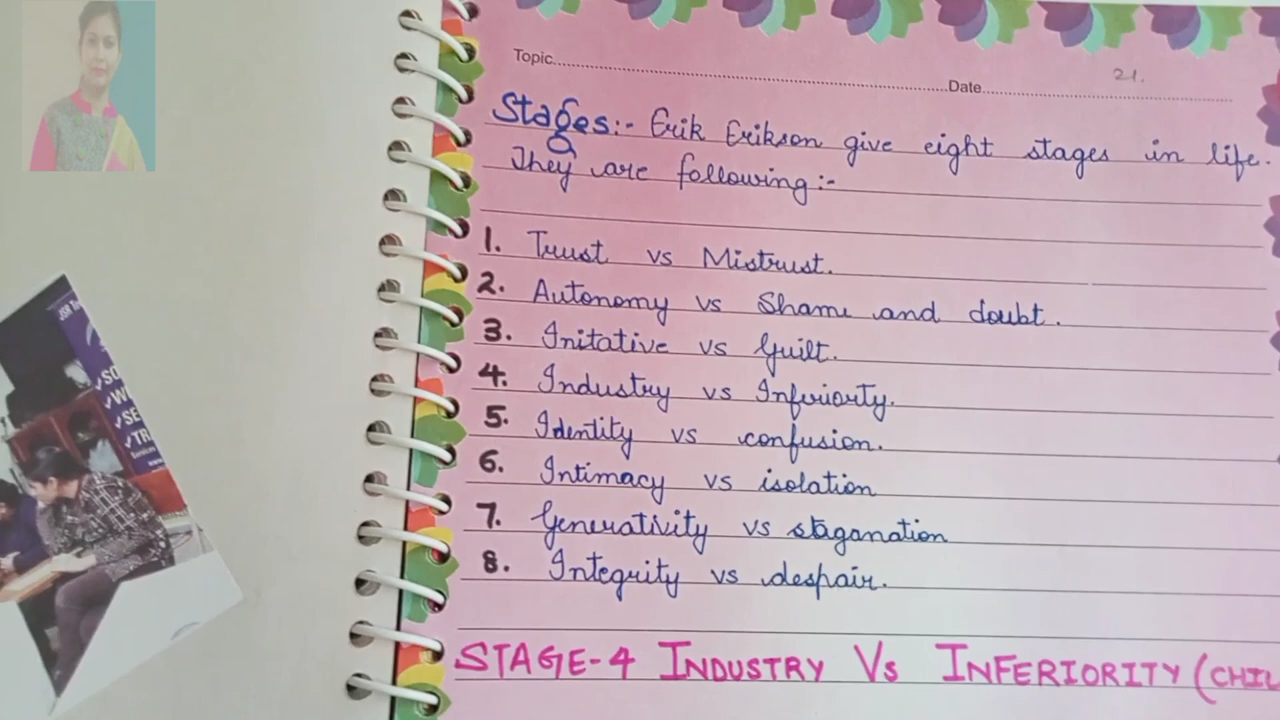 Topic Date
21.
Stages:- Erik Erikson give eight stages in life.
They are following:-
1. Trust vs Mistrust.
2. Autonomy vs Shame and doubt.
3. Initative vs Guilt.
4. Industry vs Inferiorty.
5. Identity vs confusion.
6. Intimacy vs isolation
7. Generativity vs staganation
8. Integrity vs despair.
STAGE-4 INDUSTRY Vs INFERIORITY (CHIL